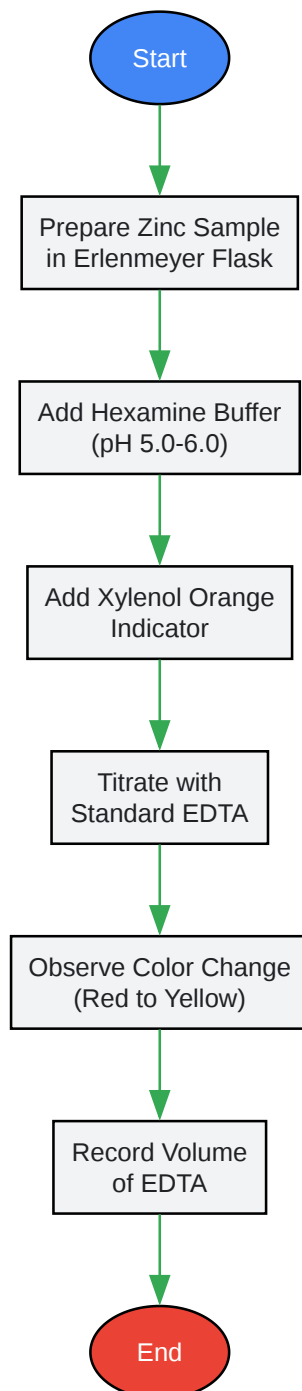 Start
Prepare Zinc Sample
in Erlenmeyer Flask
Add Hexamine Buffer
(pH 5.0-6.0)
Add Xylenol Orange
Indicator
Titrate with
Standard EDTA
Observe Color Change
(Red to Yellow)
Record Volume
of EDTA
End